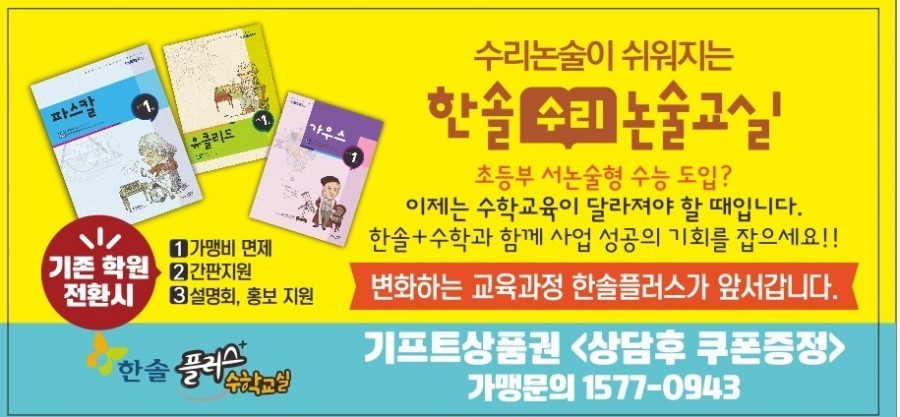 파스칼
1.
유클리드
1.
가우스
1
수리논술이 쉬워지는
한솔 수리 논술교실
초등부 서논술형 수능 도입?
이제는 수학교육이 달라져야 할 때입니다.
한솔+수학과 함께 사업 성공의 기회를 잡으세요!!
기존 학원
전환시
1 가맹비 면제
2 간판지원
3 설명회, 홍보 지원
변화하는 교육과정 한솔플러스가 앞서갑니다.
한솔 플러스+ 수학교실
기프트상품권 <상담후 쿠폰증정>
가맹문의 1577-0943